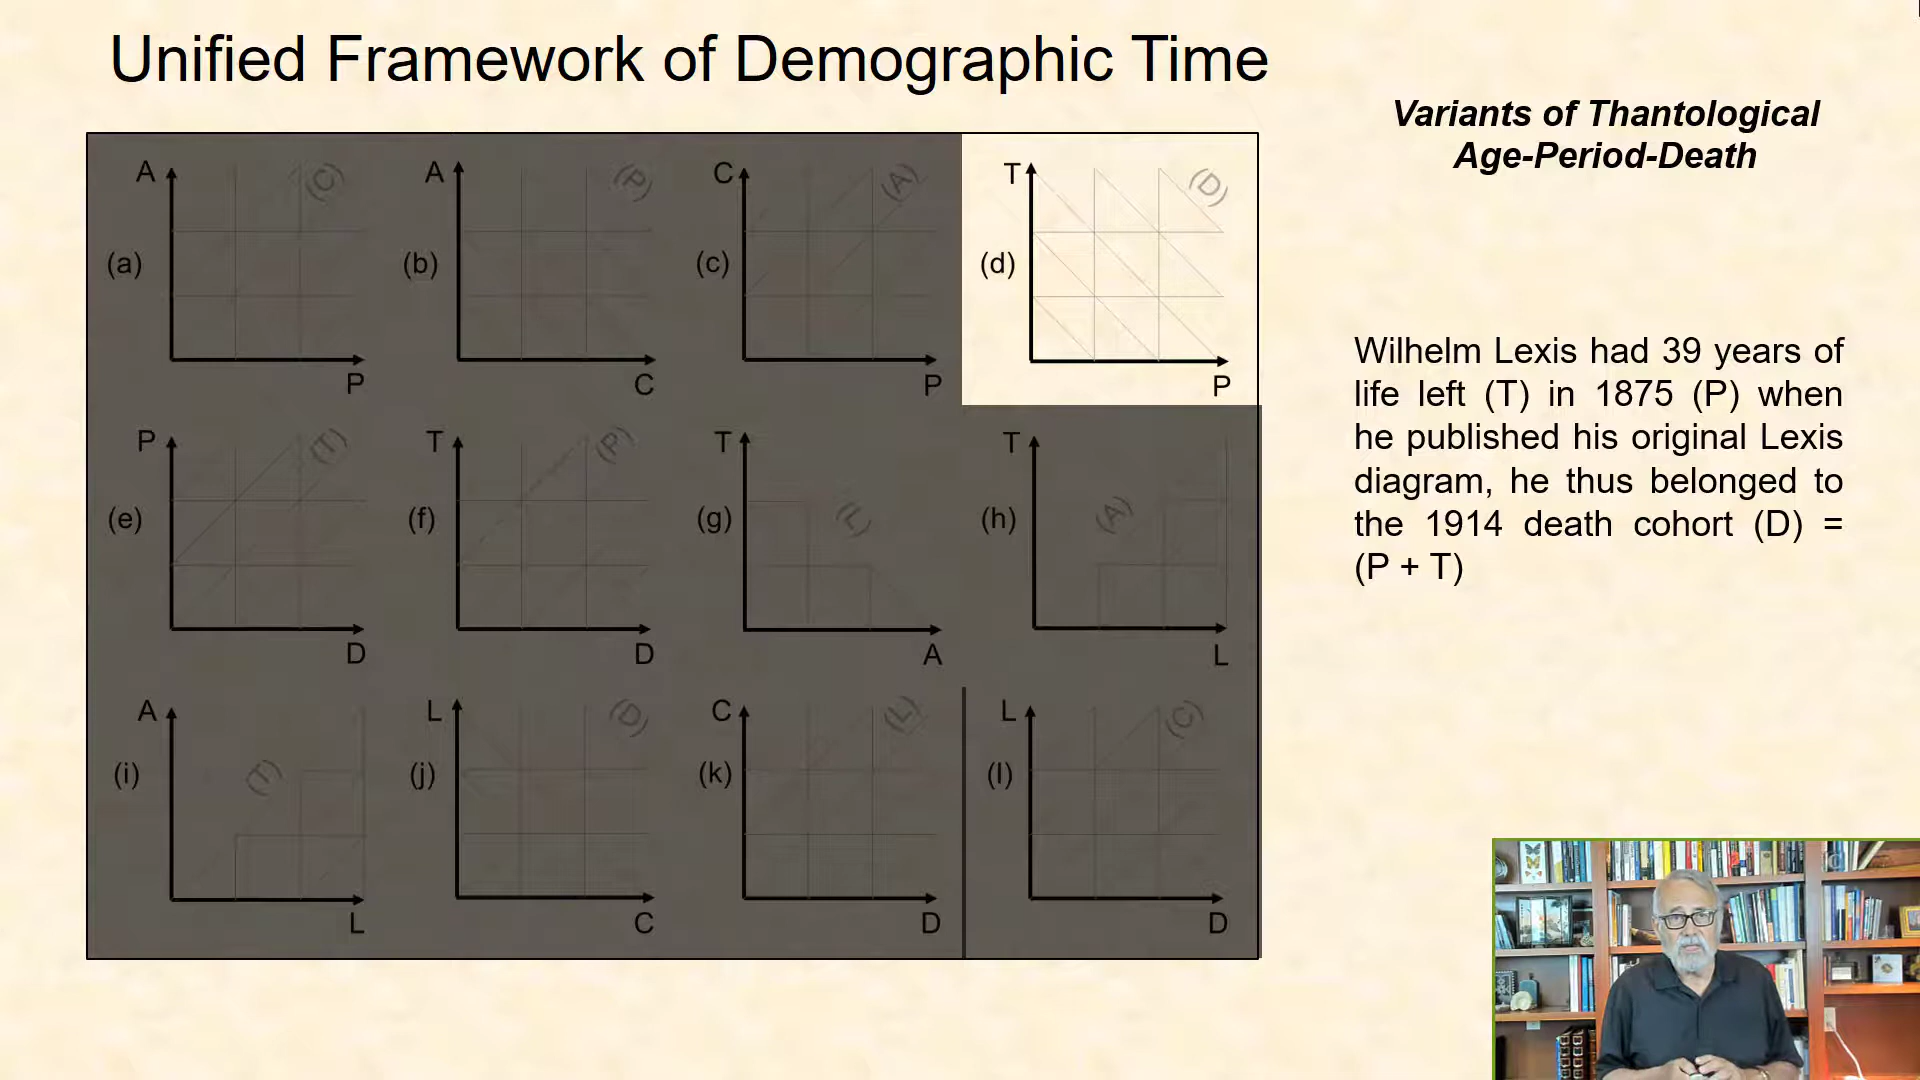 Unified Framework of Demographic Time
Variants of Thantological
Age-Period-Death
A (C) A (P) C (A) T (D)
(a) (b) (c) (d)
P C P P
P (T) T (P) T T
(e) (f) (g) (L) (h) (A)
D D A L
A L (D) C (L) L (C)
(i) (T) (j) (k) (l)
L C D D
Wilhelm Lexis had 39 years of
life left (T) in 1875 (P) when
he published his original Lexis
diagram, he thus belonged to
the 1914 death cohort (D) =
(P + T)